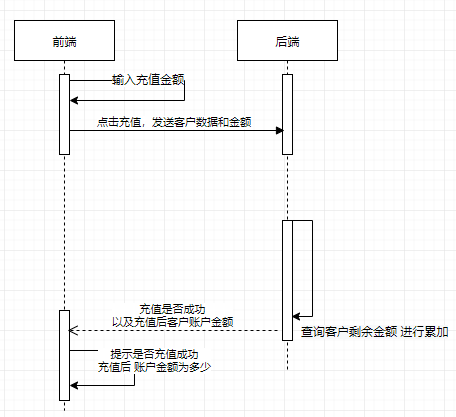 前端
后端
输入充值金额
点击充值，发送客户数据和金额
充值是否成功
以及充值后客户账户金额
查询客户剩余金额 进行累加
提示是否充值成功
充值后 账户金额为多少